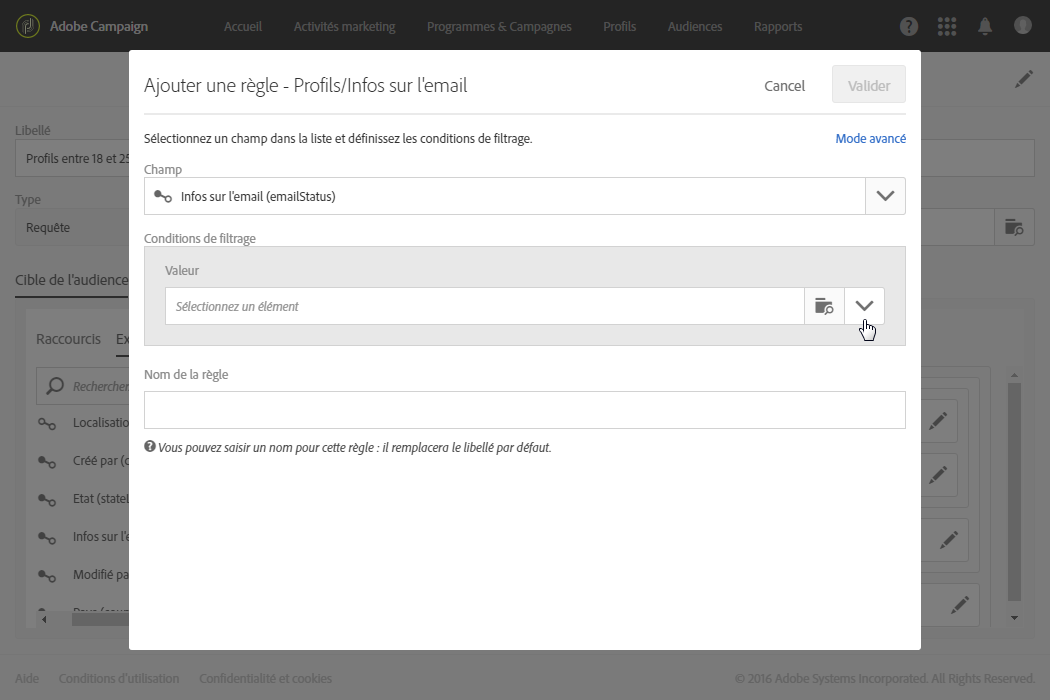 Adobe Campaign Accueil Activités marketing Programmes & Campagnes Profils Audiences Rapports
Ajouter une règle - Profils/Infos sur l'email Cancel Valider
Sélectionnez un champ dans la liste et définissez les conditions de filtrage. Mode avancé
Libellé
Profils entre 18 et 25
Champ
Infos sur l'email (emailStatus)
Type
Requête
Conditions de filtrage
Valeur
Sélectionnez un élément
Cible de l'audience
Raccourcis Ex
Nom de la règle
Rechercher
Localisatio
Vous pouvez saisir un nom pour cette règle : il remplacera le libellé par défaut.
Créé par (c
Etat (stateL
Infos sur l'e
Modifié pa
Aide Conditions d'utilisation Confidentialité et cookies © 2016 Adobe Systems Incorporated. All Rights Reserved.